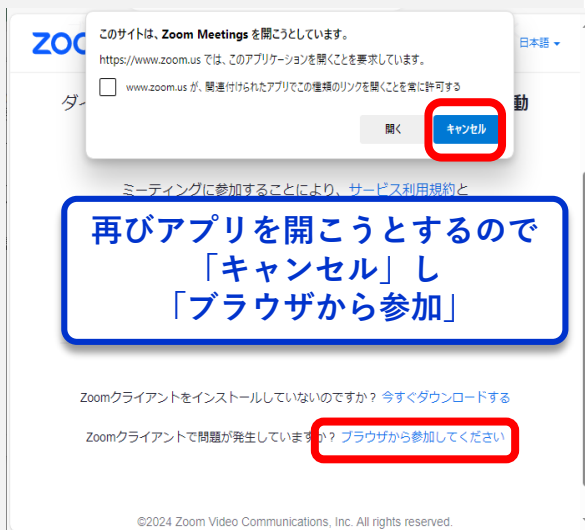 このサイトは、Zoom Meetings を開こうとしています。
https://www.zoom.us では、このアプリケーションを開くことを要求しています。
www.zoom.us が、関連付けられたアプリでこの種類のリンクを開くことを常に許可する
開く
キャンセル
日本語
動
ミーティングに参加することにより、サービス利用規約と
再びアプリを開こうとするので
「キャンセル」し
「ブラウザから参加」
Zoomクライアントをインストールしていないのですか？今すぐダウンロードする
Zoomクライアントで問題が発生していますか？ブラウザから参加してください
©2024 Zoom Video Communications, Inc. All rights reserved.